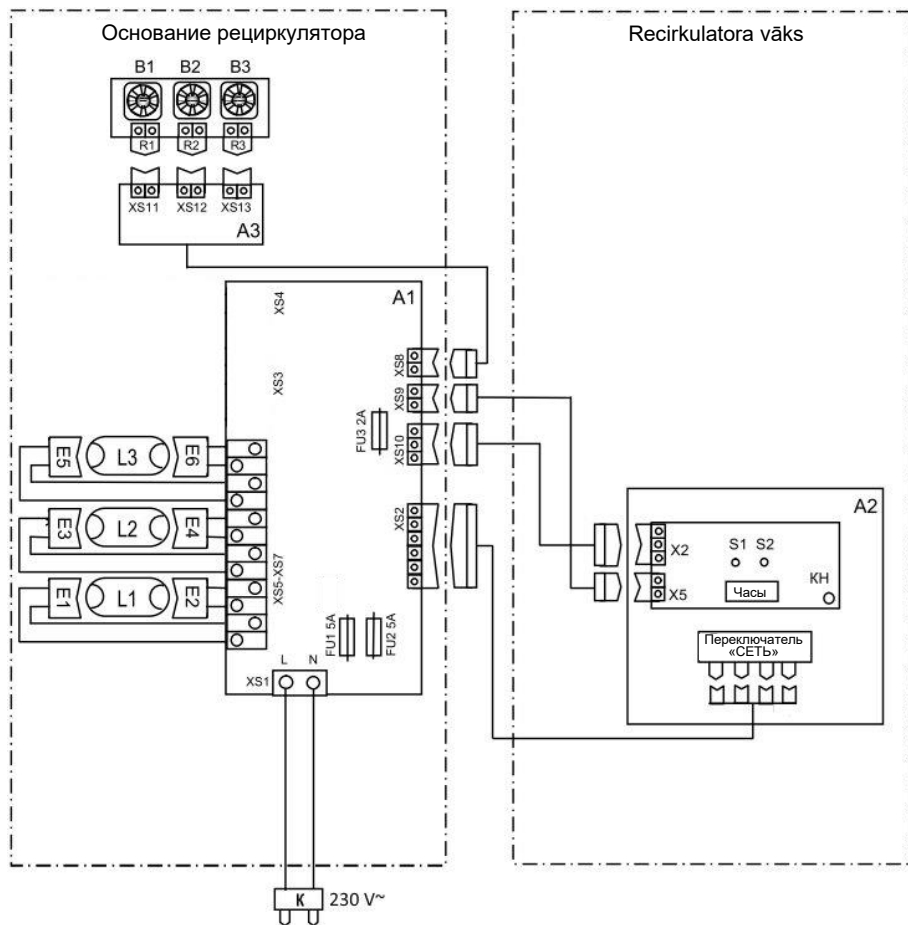 Основание рециркулятора
Recirkulatora vāks
B1 B2 B3
R1 R2 R3
XS11 XS12 XS13
A3
A1
XS4
XS3
XS8
XS9
XS10
FU3 2A
XS2
E5 L3 E6
E3 L2 E4
E1 L1 E2
XS5-XS7
FU1 5A
FU2 5A
L N
XS1
K 230 V~
A2
X2
S1 S2
X5
Часы
КН
Переключатель
«СЕТЬ»